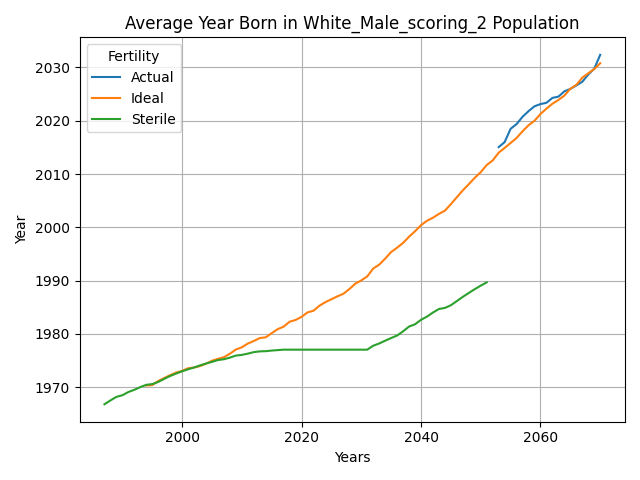 Average Year Born in White_Male_scoring_2 Population
Fertility
Actual
Ideal
Sterile
2030
2020
2010
2000
1990
1980
1970
Year
2000
2020
2040
2060
Years